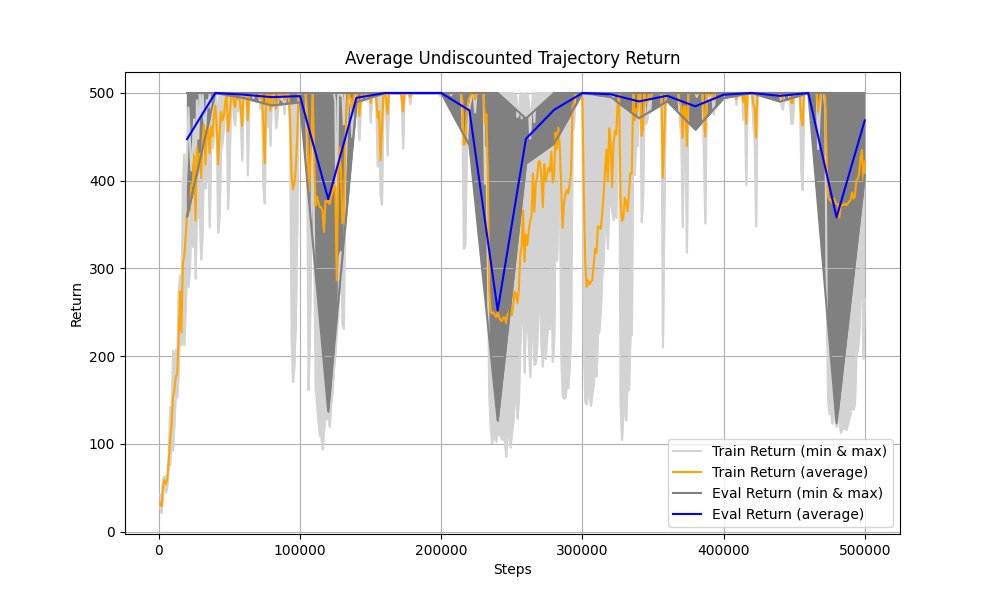 Average Undiscounted Trajectory Return
Return
500
400
300
200
100
0
0 100000 200000 300000 400000 500000
Steps
Train Return (min & max)
Train Return (average)
Eval Return (min & max)
Eval Return (average)